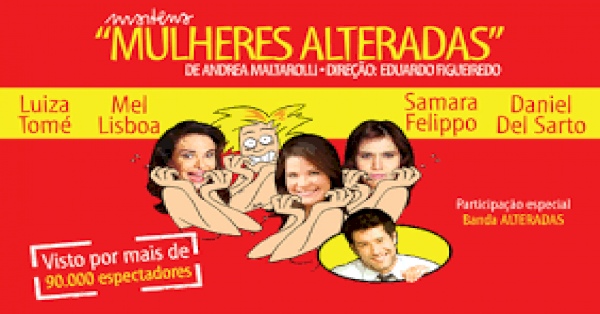 maitena
"MULHERES ALTERADAS"
DE ANDREA MALTAROLLI • DIREÇÃO: EDUARDO FIGUEIREDO
Luiza
Tomé
Mel
Lisboa
Samara
Felippo
Daniel
Del Sarto
Participação especial
Banda ALTERADAS
Visto por mais de
90.000 espectadores